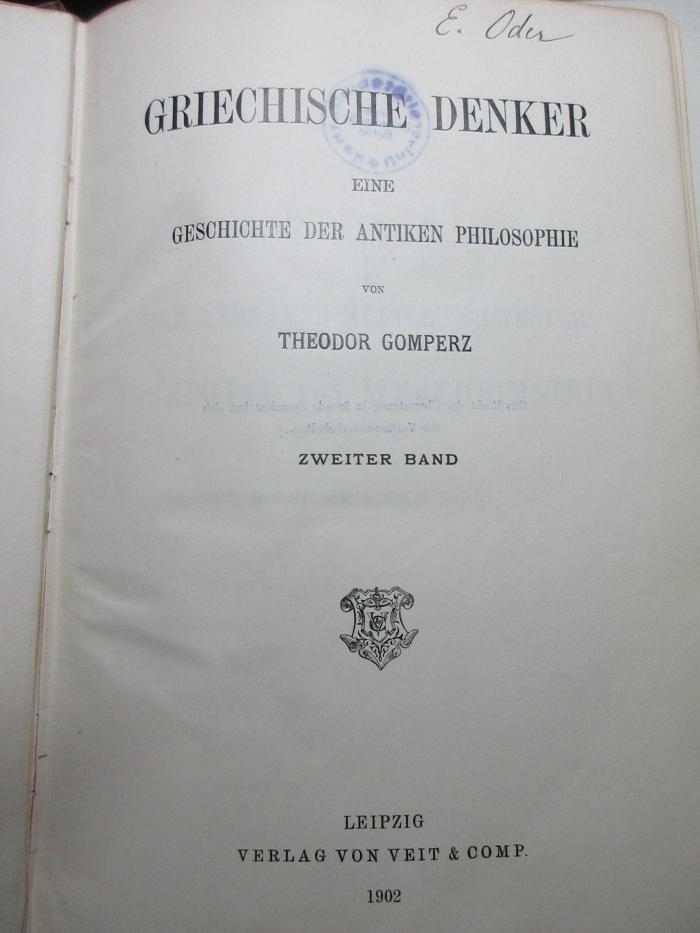 E. Oder
GRIECHISCHE DENKER
EINE
GESCHICHTE DER ANTIKEN PHILOSOPHIE
VON
THEODOR GOMPERZ
ZWEITER BAND
LEIPZIG
VERLAG VON VEIT & COMP.
1902